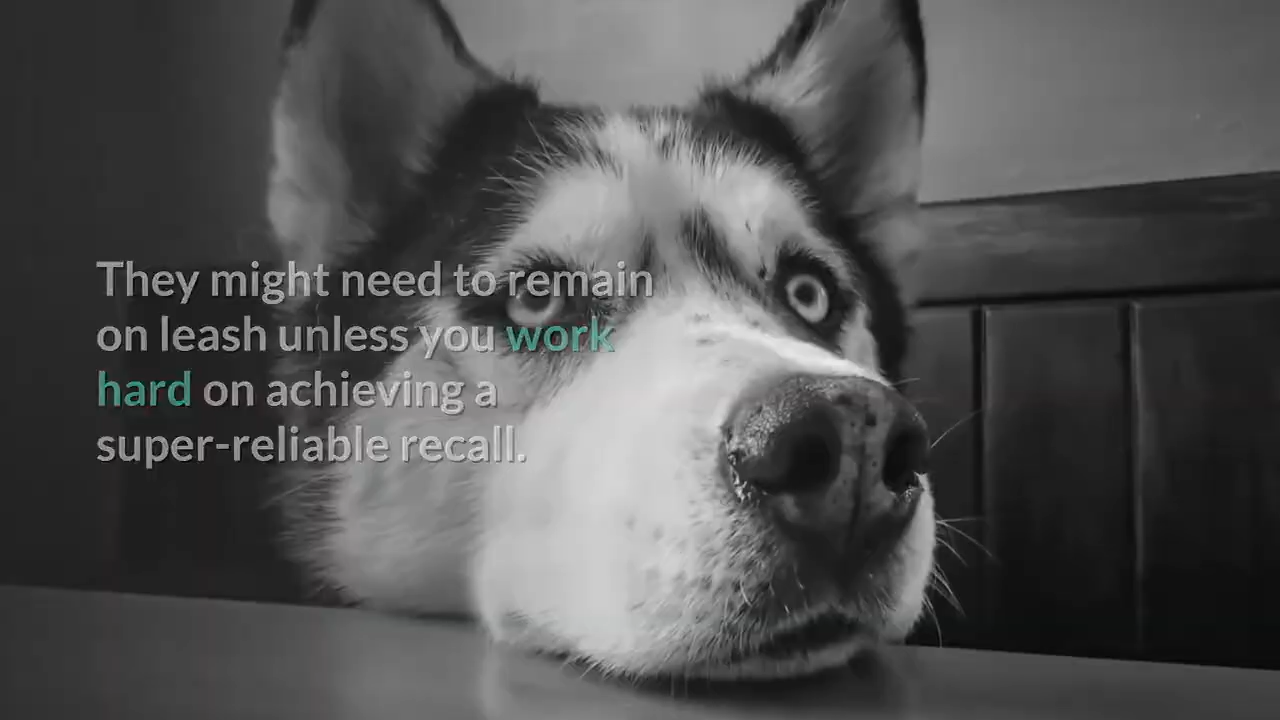 They might need to remain
on leash unless you work
hard on achieving a
super-reliable recall.